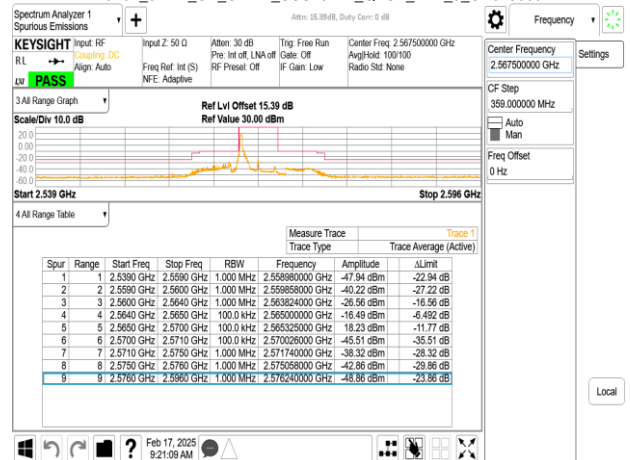 Spectrum Analyzer 1
Spurious Emissions
Attn: 15.39dB, Duty Corr: 0 dB
Frequency
KEYSIGHT
RL
PASS
Input: RF
Coupling: DC
Align: Auto
Input Z: 50 Ω
Freq Ref: Int (S)
NFE: Adaptive
Atten: 30 dB
Pre: Int off, LNA off
RF Preset: Off
Trig: Free Run
Gate: Off
IF Gain: Low
Center Freq: 2.567500000 GHz
Avg|Hold: 100/100
Radio Std: None
Center Frequency
2.567500000 GHz
Settings
CF Step
359.000000 MHz
Auto
Man
Freq Offset
0 Hz
3 All Range Graph
Scale/Div 10.0 dB
Ref Lvl Offset 15.39 dB
Ref Value 30.00 dBm
20.0
0.00
-20.0
-40.0
-60.0
Start 2.539 GHz
Stop 2.596 GHz
4 All Range Table
Measure Trace Trace 1
Trace Type Trace Average (Active)
Spur Range Start Freq Stop Freq RBW Frequency Amplitude ΔLimit
1 1 2.5390 GHz 2.5590 GHz 1.000 MHz 2.558980000 GHz -47.94 dBm -22.94 dB
2 2 2.5590 GHz 2.5600 GHz 1.000 MHz 2.559858000 GHz -40.22 dBm -27.22 dB
3 3 2.5600 GHz 2.5640 GHz 1.000 MHz 2.563824000 GHz -26.56 dBm -16.56 dB
4 4 2.5640 GHz 2.5650 GHz 100.0 kHz 2.565000000 GHz -16.49 dBm -6.492 dB
5 5 2.5650 GHz 2.5700 GHz 100.0 kHz 2.565325000 GHz 18.23 dBm -11.77 dB
6 6 2.5700 GHz 2.5710 GHz 100.0 kHz 2.570026000 GHz -45.51 dBm -35.51 dB
7 7 2.5710 GHz 2.5750 GHz 1.000 MHz 2.571740000 GHz -38.32 dBm -28.32 dB
8 8 2.5750 GHz 2.5760 GHz 1.000 MHz 2.575058000 GHz -42.86 dBm -29.86 dB
9 9 2.5760 GHz 2.5960 GHz 1.000 MHz 2.576240000 GHz -48.86 dBm -23.86 dB
Local
Feb 17, 2025
9:21:09 AM